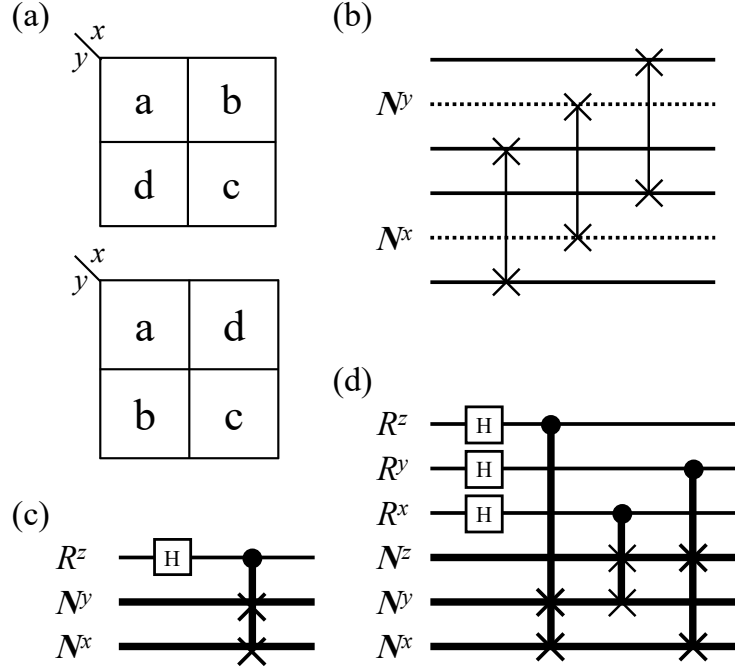 (a)
x
y
a b
d c
x
y
a d
b c
(b)
N^y
N^x
(c)
R^z H
N^y
N^x
(d)
R^z H
R^y H
R^x H
N^z
N^y
N^x